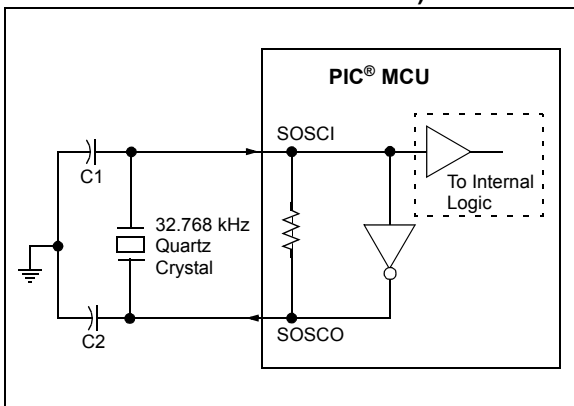 PIC® MCU
SOSCI
C1
To Internal
Logic
32.768 kHz
Quartz
Crystal
SOSCO
C2